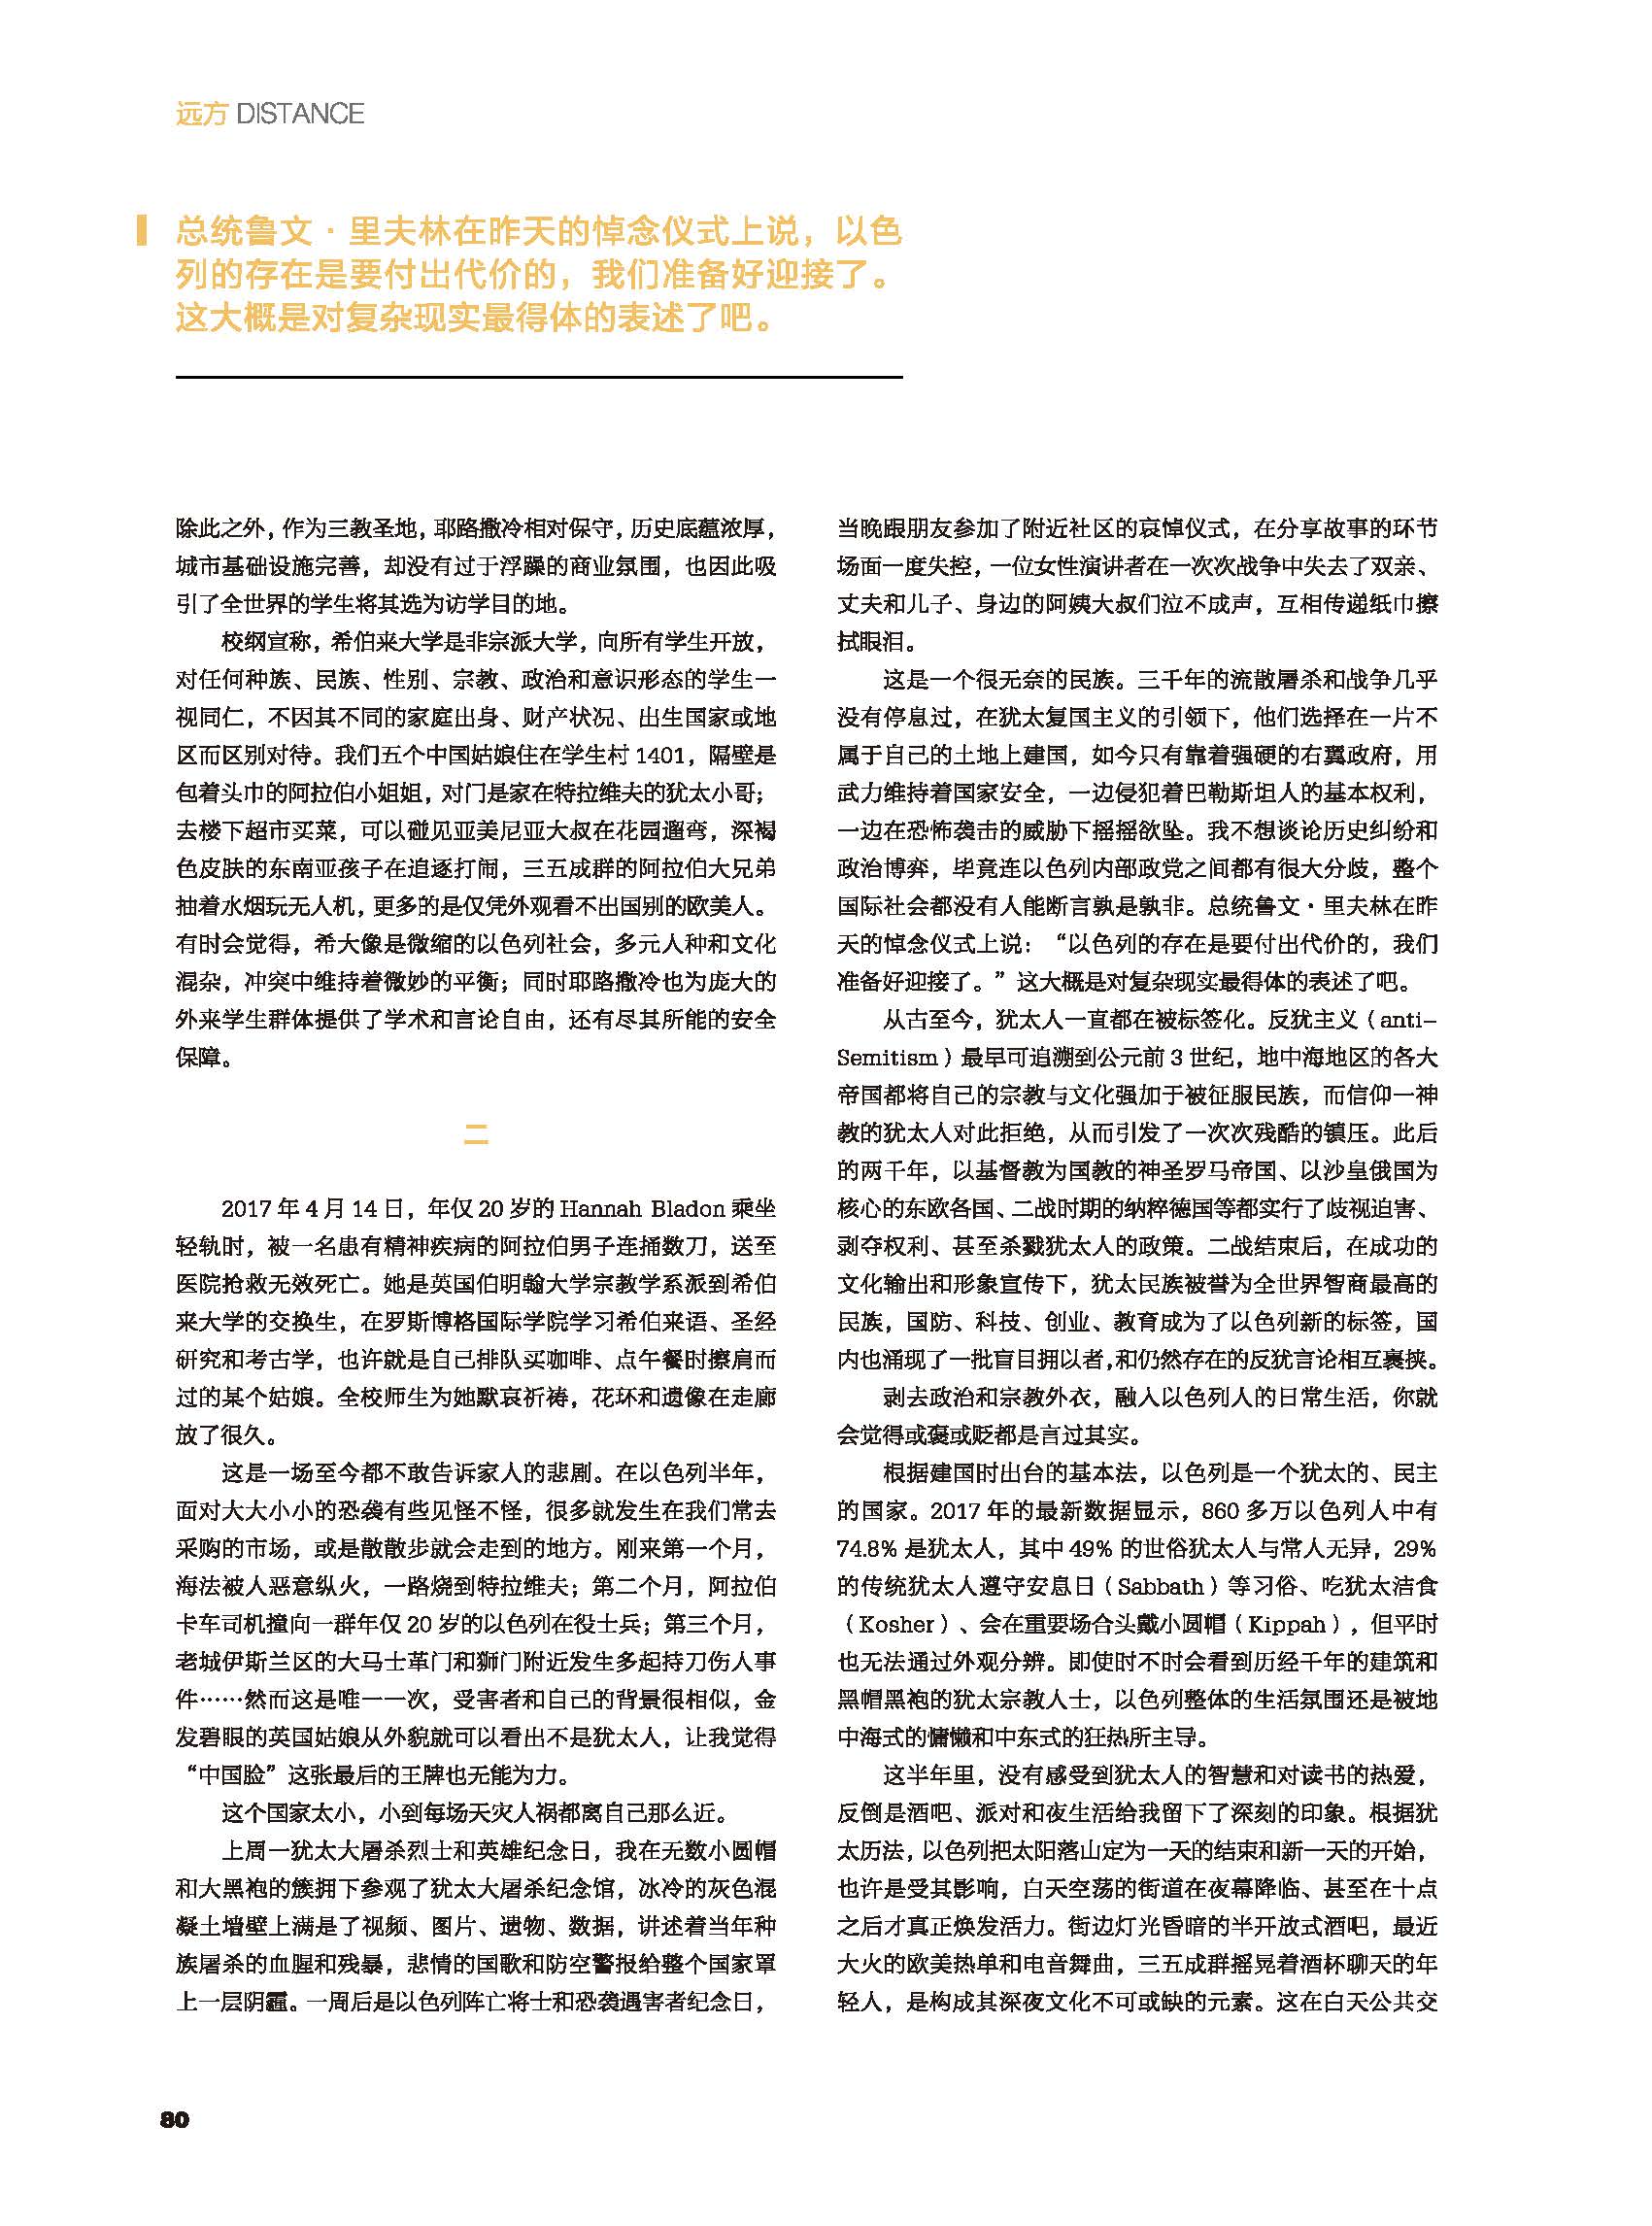 远方 DISTANCE
总统鲁文·里夫林在昨天的悼念仪式上说，以色
列的存在是要付出代价的，我们准备好迎接了。
这大概是对复杂现实最得体的表述了吧。
除此之外，作为三教圣地，耶路撒冷相对保守，历史底蕴浓厚，
城市基础设施完善，却没有过于浮躁的商业氛围，也因此吸
引了全世界的学生将其选为访学目的地。
校纲宣称，希伯来大学是非宗派大学，向所有学生开放，
对任何种族、民族、性别、宗教、政治和意识形态的学生一
视同仁，不因其不同的家庭出身、财产状况、出生国家或地
区而区别对待。我们五个中国姑娘住在学生村 1401，隔壁是
包着头巾的阿拉伯小姐姐，对门是家在特拉维夫的犹太小哥；
去楼下超市买菜，可以碰见亚美尼亚大叔在花园遛弯，深褐
色皮肤的东南亚孩子在追逐打闹，三五成群的阿拉伯大兄弟
抽着水烟玩无人机，更多的是仅凭外观看不出国别的欧美人。
有时会觉得，希大像是微缩的以色列社会，多元人种和文化
混杂，冲突中维持着微妙的平衡；同时耶路撒冷也为庞大的
外来学生群体提供了学术和言论自由，还有尽其所能的安全
保障。
二
2017 年 4 月 14 日，年仅 20 岁的 Hannah Bladon 乘坐
轻轨时，被一名患有精神疾病的阿拉伯男子连捅数刀，送至
医院抢救无效死亡。她是英国伯明翰大学宗教学系派到希伯
来大学的交换生，在罗斯博格国际学院学习希伯来语、圣经
研究和考古学，也许就是自己排队买咖啡、点午餐时擦肩而
过的某个姑娘。全校师生为她默哀祈祷，花环和遗像在走廊
放了很久。
这是一场至今都不敢告诉家人的悲剧。在以色列半年，
面对大大小小的恐袭有些见怪不怪，很多就发生在我们常去
采购的市场，或是散散步就会走到的地方。刚来第一个月，
海法被人恶意纵火，一路烧到特拉维夫；第二个月，阿拉伯
卡车司机撞向一群年仅 20 岁的以色列在役士兵；第三个月，
老城伊斯兰区的大马士革门和狮门附近发生多起持刀伤人事
件……然而这是唯一一次，受害者和自己的背景很相似，金
发碧眼的英国姑娘从外貌就可以看出不是犹太人，让我觉得
“中国脸”这张最后的王牌也无能为力。
这个国家太小，小到每场天灾人祸都离自己那么近。
上周一犹太大屠杀烈士和英雄纪念日，我在无数小圆帽
和大黑袍的簇拥下参观了犹太大屠杀纪念馆，冰冷的灰色混
凝土墙壁上满是了视频、图片、遗物、数据，讲述着当年种
族屠杀的血腥和残暴，悲情的国歌和防空警报给整个国家罩
上一层阴霾。一周后是以色列阵亡将士和恐袭遇害者纪念日，
当晚跟朋友参加了附近社区的哀悼仪式，在分享故事的环节
场面一度失控，一位女性演讲者在一次次战争中失去了双亲、
丈夫和儿子、身边的阿姨大叔们泣不成声，互相传递纸巾擦
拭眼泪。
这是一个很无奈的民族。三千年的流散屠杀和战争几乎
没有停息过，在犹太复国主义的引领下，他们选择在一片不
属于自己的土地上建国，如今只有靠着强硬的右翼政府，用
武力维持着国家安全，一边侵犯着巴勒斯坦人的基本权利，
一边在恐怖袭击的威胁下摇摇欲坠。我不想谈论历史纠纷和
政治博弈，毕竟连以色列内部政党之间都有很大分歧，整个
国际社会都没有人能断言孰是孰非。总统鲁文·里夫林在昨
天的悼念仪式上说：“以色列的存在是要付出代价的，我们
准备好迎接了。”这大概是对复杂现实最得体的表述了吧。
从古至今，犹太人一直都在被标签化。反犹主义（anti-
Semitism）最早可追溯到公元前 3 世纪，地中海地区的各大
帝国都将自己的宗教与文化强加于被征服民族，而信仰一神
教的犹太人对此拒绝，从而引发了一次次残酷的镇压。此后
的两千年，以基督教为国教的神圣罗马帝国、以沙皇俄国为
核心的东欧各国、二战时期的纳粹德国等都实行了歧视迫害、
剥夺权利、甚至杀戮犹太人的政策。二战结束后，在成功的
文化输出和形象宣传下，犹太民族被誉为全世界智商最高的
民族，国防、科技、创业、教育成为了以色列新的标签，国
内也涌现了一批盲目拥以者，和仍然存在的反犹言论相互裹挟。
剥去政治和宗教外衣，融入以色列人的日常生活，你就
会觉得或褒或贬都是言过其实。
根据建国时出台的基本法，以色列是一个犹太的、民主
的国家。2017 年的最新数据显示，860 多万以色列人中有
74.8% 是犹太人，其中 49% 的世俗犹太人与常人无异，29%
的传统犹太人遵守安息日（Sabbath）等习俗、吃犹太洁食
（Kosher）、会在重要场合头戴小圆帽（Kippah），但平时
也无法通过外观分辨。即使时不时会看到历经千年的建筑和
黑帽黑袍的犹太宗教人士，以色列整体的生活氛围还是被地
中海式的慵懒和中东式的狂热所主导。
这半年里，没有感受到犹太人的智慧和对读书的热爱，
反倒是酒吧、派对和夜生活给我留下了深刻的印象。根据犹
太历法，以色列把太阳落山定为一天的结束和新一天的开始，
也许是受其影响，白天空荡的街道在夜幕降临、甚至在十点
之后才真正焕发活力。街边灯光昏暗的半开放式酒吧，最近
大火的欧美热单和电音舞曲，三五成群摇晃着酒杯聊天的年
轻人，是构成其深夜文化不可或缺的元素。这在白天公共交
80